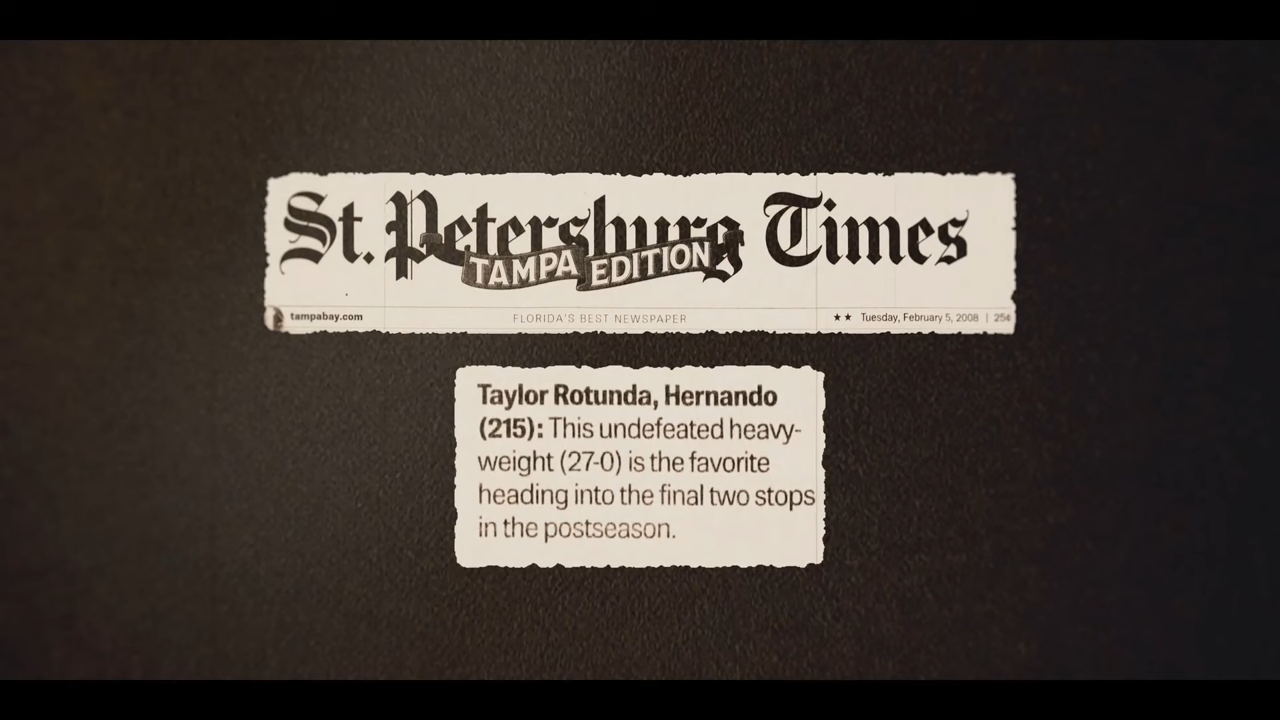 St. Petersburg Times
TAMPA EDITION
tampabay.com FLORIDA'S BEST NEWSPAPER ★★ Tuesday, February 5, 2008 | 25¢
Taylor Rotunda, Hernando
(215): This undefeated heavy-
weight (27-0) is the favorite
heading into the final two stops
in the postseason.